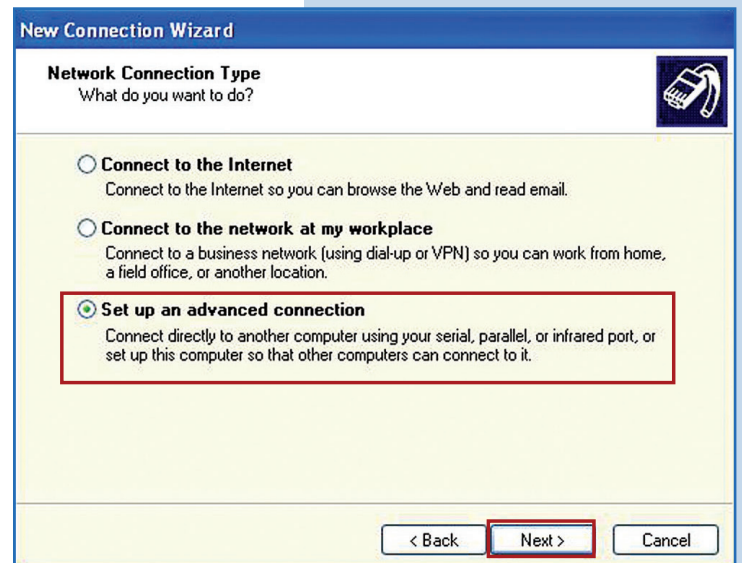 New Connection Wizard
Network Connection Type
What do you want to do?
Connect to the Internet
Connect to the Internet so you can browse the Web and read email.
Connect to the network at my workplace
Connect to a business network (using dial-up or VPN) so you can work from home,
a field office, or another location.
Set up an advanced connection
Connect directly to another computer using your serial, parallel, or infrared port, or
set up this computer so that other computers can connect to it.
< Back Next > Cancel